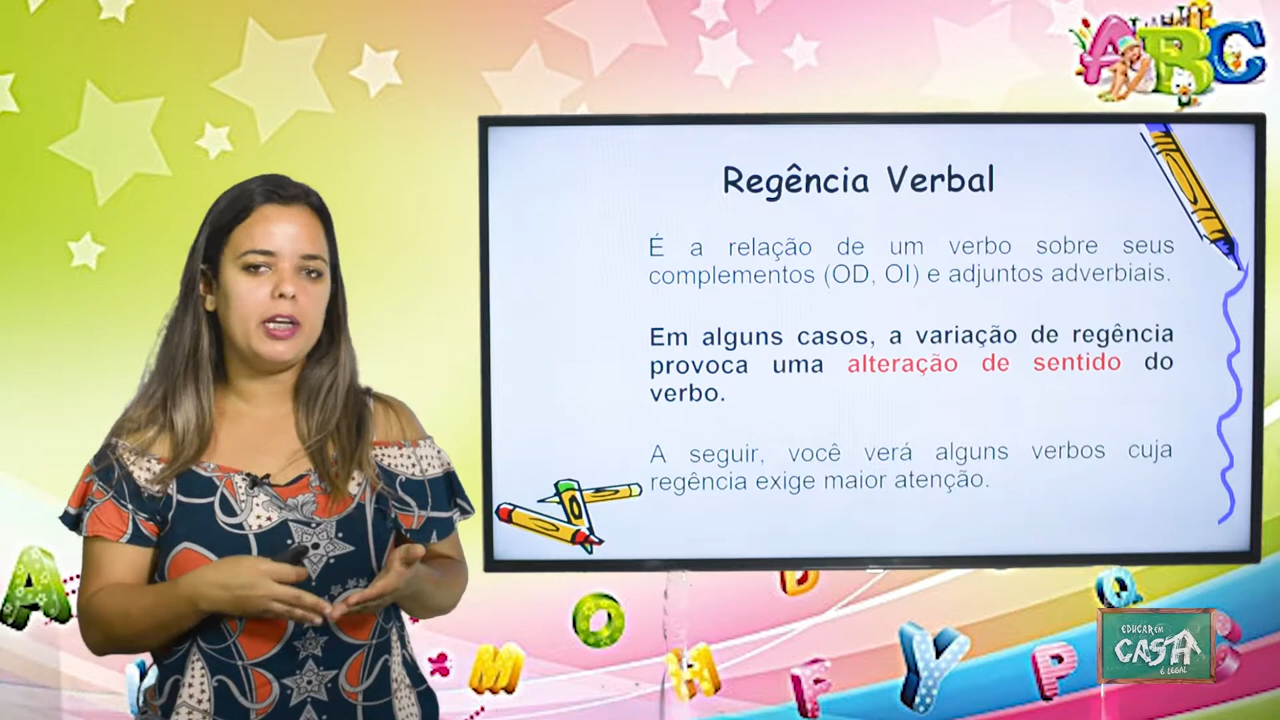 ABC
Regência Verbal
É a relação de um verbo sobre seus
complementos (OD, OI) e adjuntos adverbiais.
Em alguns casos, a variação de regência
provoca uma alteração de sentido do
verbo.
A seguir, você verá alguns verbos cuja
regência exige maior atenção.
A
O
D
Q
M
H
F
Y
P
EDUCAR EM
CASA
É LEGAL